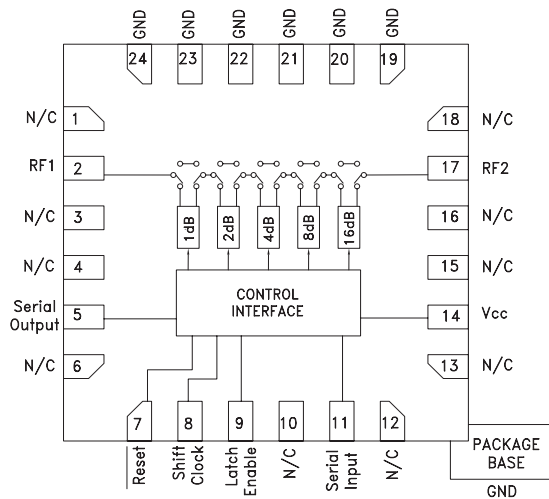 GND GND GND GND GND GND
24 23 22 21 20 19
N/C 1 18 N/C
RF1 2 17 RF2
N/C 3 16 N/C
1dB 2dB 4dB 8dB 16dB
N/C 4 15 N/C
CONTROL
INTERFACE
Serial
Output 5 14 Vcc
N/C 6 13 N/C
7 8 9 10 11 12
Reset
Shift
Clock
Latch
Enable
N/C
Serial
Input
N/C
PACKAGE
BASE
GND